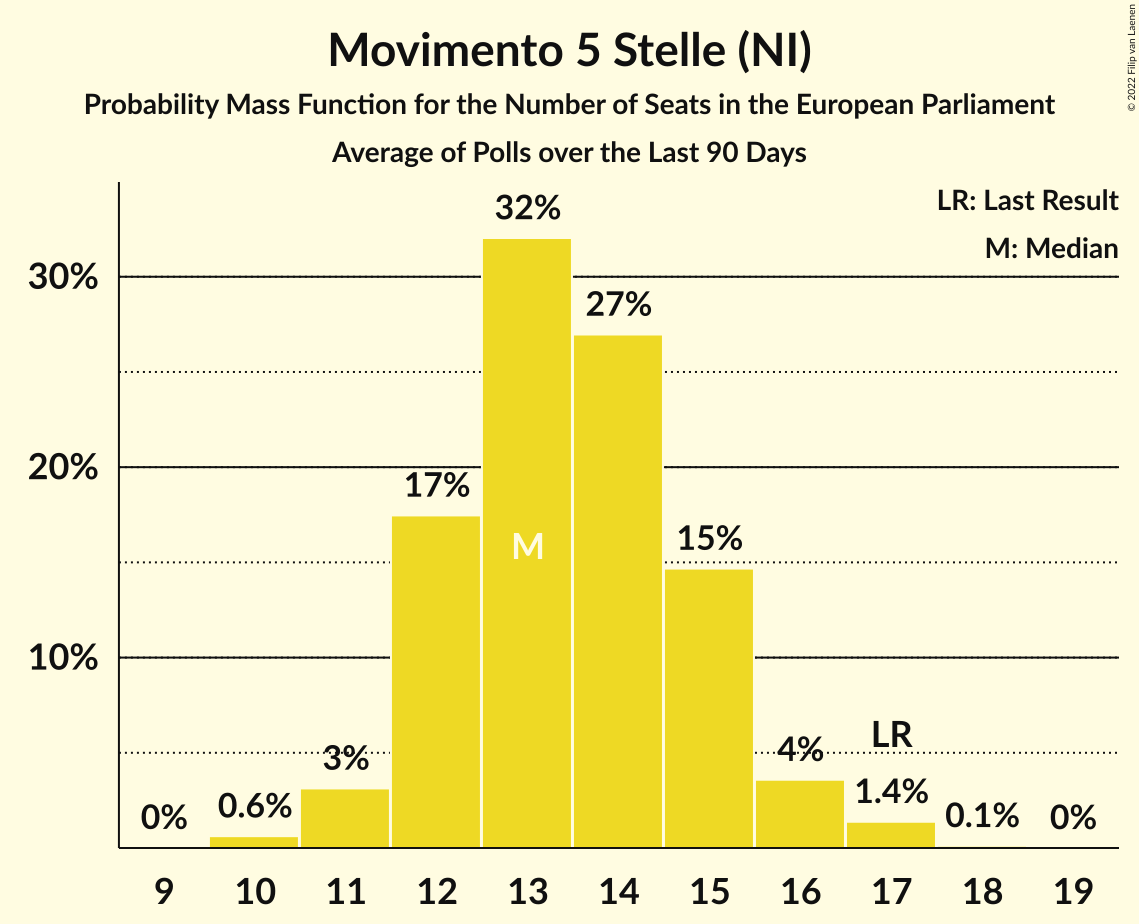 Movimento 5 Stelle (NI)
Probability Mass Function for the Number of Seats in the European Parliament
Average of Polls over the Last 90 Days
© 2022 Filip van Laenen
LR: Last Result
M: Median
32%
30%
27%
20%
17%
15%
M
10%
LR
3%
4%
1.4%
0%
0.6%
0.1%
0%
9 10 11 12 13 14 15 16 17 18 19